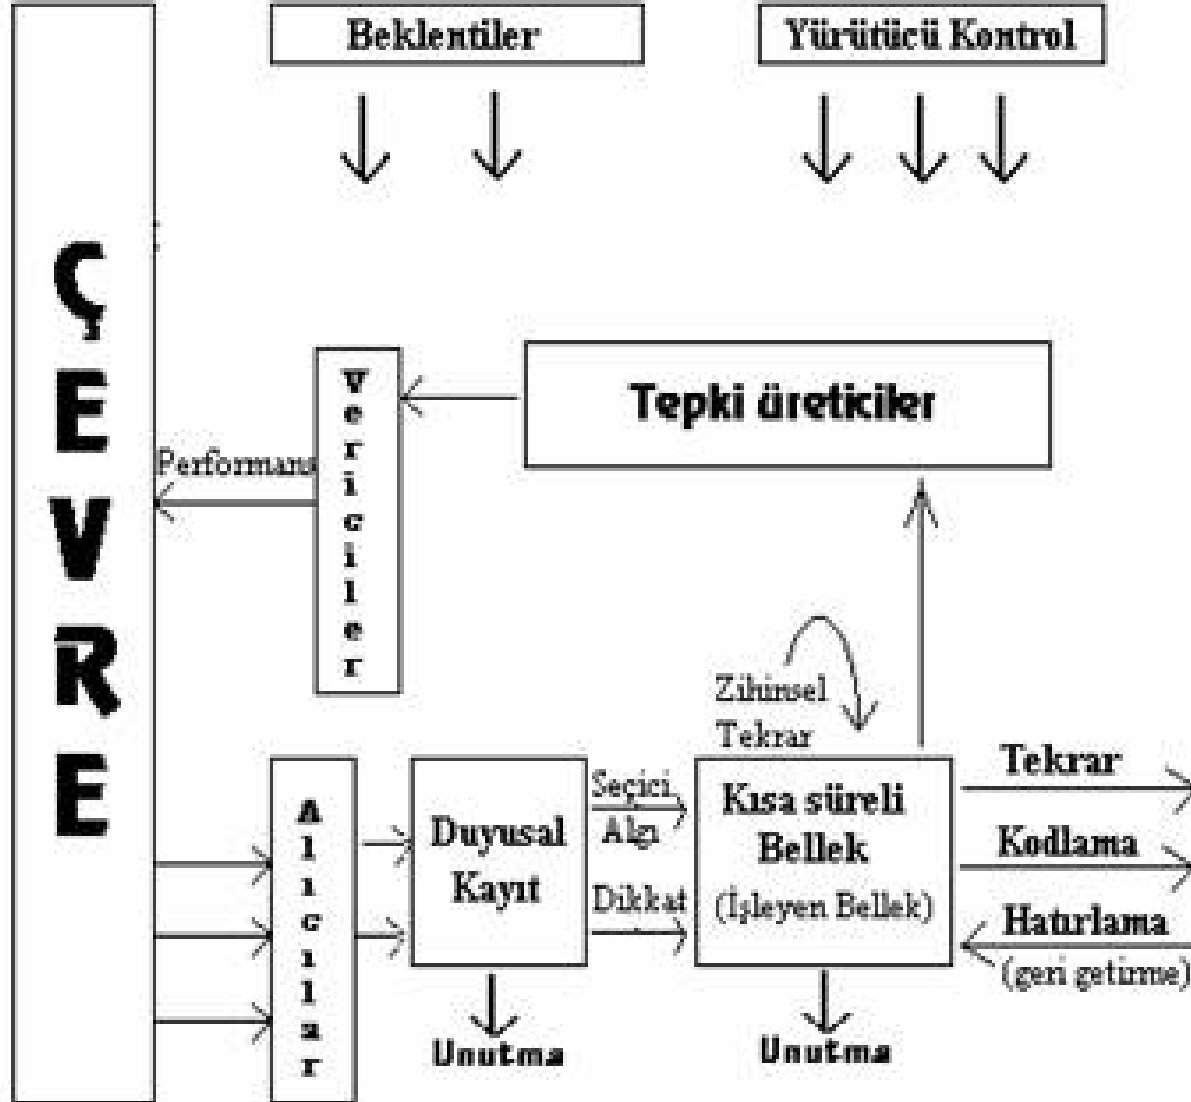 Beklentiler
Yürütücü Kontrol
ÇEVRE
Vericiler
Tepki üreticiler
Performans
Zihinsel
Tekrar
Alıcılar
Duyusal
Kayıt
Seçici
Algı
Dikkat
Kısa süreli
Bellek
(İşleyen Bellek)
Tekrar
Kodlama
Hatırlama
(geri getirme)
Unutma
Unutma